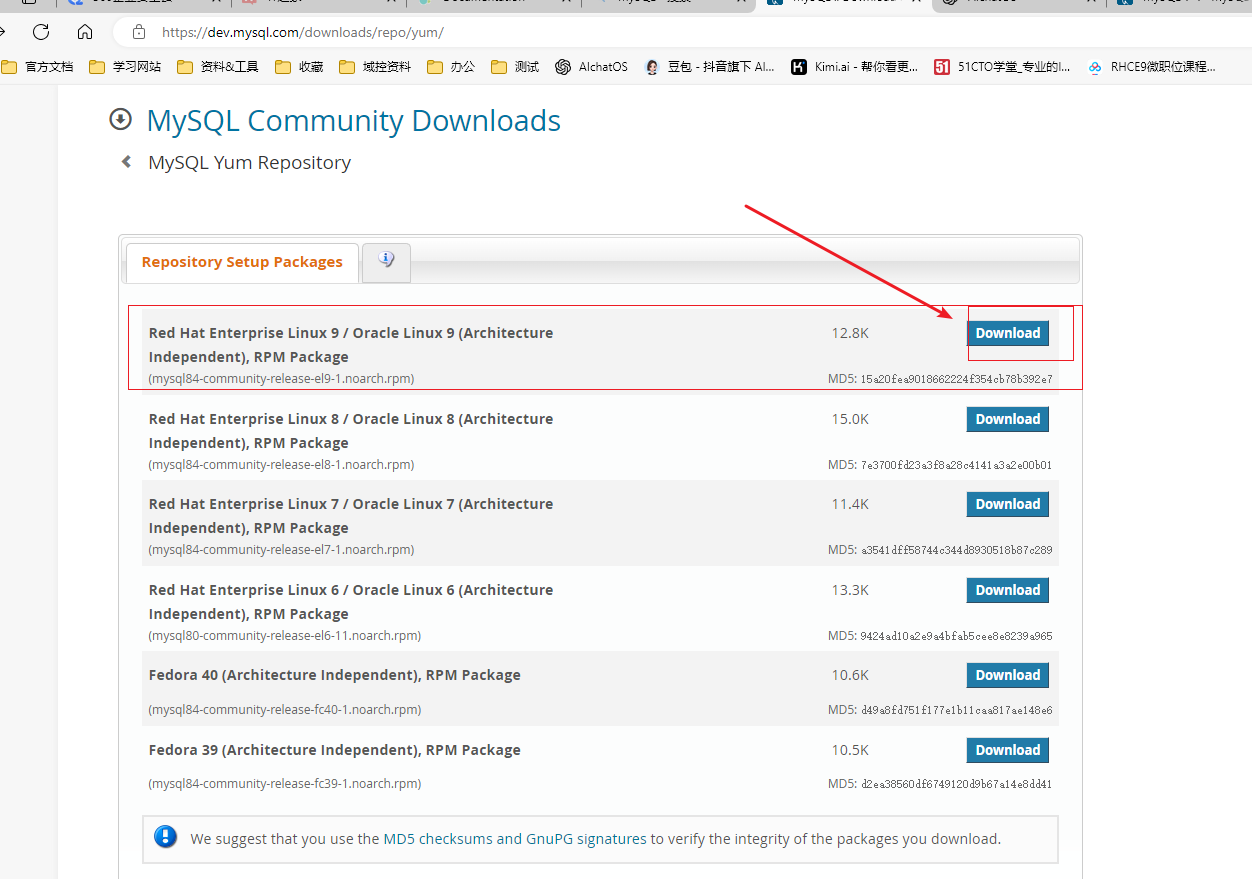 https://dev.mysql.com/downloads/repo/yum/
官方文档 学习网站 资料&工具 收藏 域控资料 办公 测试 AIchatOS 豆包 - 抖音旗下 AI... Kimi.ai - 帮你看更... 51CTO学堂_专业的I... RHCE9微职位课程...
MySQL Community Downloads
MySQL Yum Repository
Repository Setup Packages
Red Hat Enterprise Linux 9 / Oracle Linux 9 (Architecture 12.8K Download
Independent), RPM Package
(mysql84-community-release-el9-1.noarch.rpm) MD5: 15a20fea9018662224f354cb78b392e7
Red Hat Enterprise Linux 8 / Oracle Linux 8 (Architecture 15.0K Download
Independent), RPM Package
(mysql84-community-release-el8-1.noarch.rpm) MD5: 7e3700fd23a3f8a28c4141a3a2e00b01
Red Hat Enterprise Linux 7 / Oracle Linux 7 (Architecture 11.4K Download
Independent), RPM Package
(mysql84-community-release-el7-1.noarch.rpm) MD5: a3541dff58744c344d8930518b87c289
Red Hat Enterprise Linux 6 / Oracle Linux 6 (Architecture 13.3K Download
Independent), RPM Package
(mysql80-community-release-el6-11.noarch.rpm) MD5: 9424ad10a2e9a4bfab5cee8e8239a965
Fedora 40 (Architecture Independent), RPM Package 10.6K Download
(mysql84-community-release-fc40-1.noarch.rpm) MD5: d49a8fd751f177e1b11caa817ae148e6
Fedora 39 (Architecture Independent), RPM Package 10.5K Download
(mysql84-community-release-fc39-1.noarch.rpm) MD5: d2ea38560df6749120d9b67a14e8dd41
We suggest that you use the MD5 checksums and GnuPG signatures to verify the integrity of the packages you download.